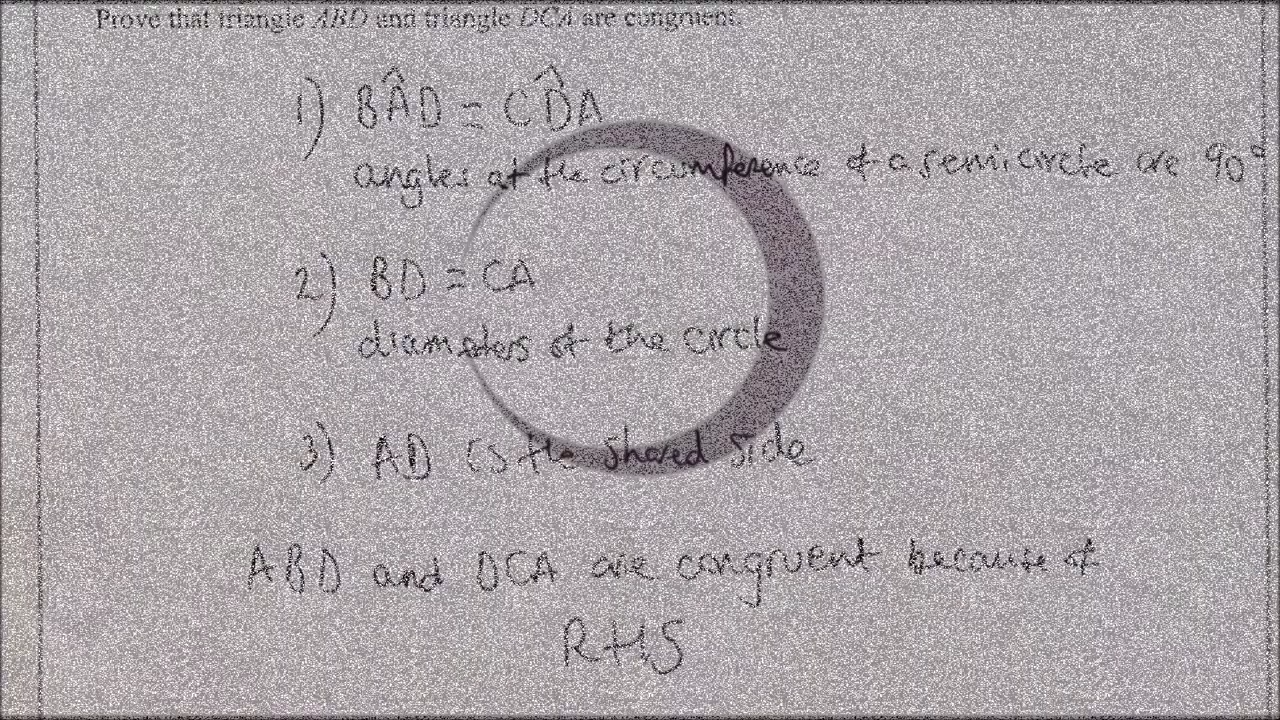 Prove that triangle ABD and triangle DCA are congruent.
1) BÂD = CD̂A
angles at the circumference of a semicircle are 90°
2) BD = CA
diameters of the circle
3) AD is the shared side
ABD and DCA are congruent because of
RHS